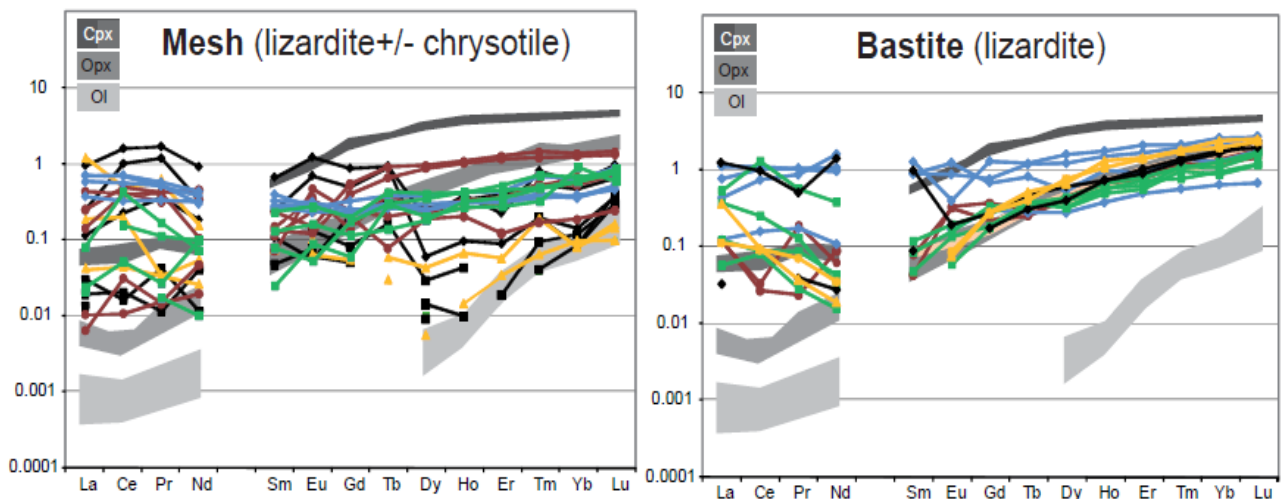 Cpx
Opx
Ol
Mesh (lizardite+/- chrysotile)
10
1
0.1
0.01
0.001
0.0001
La Ce Pr Nd Sm Eu Gd Tb Dy Ho Er Tm Yb Lu
Cpx
Opx
Ol
Bastite (lizardite)
10
1
0.1
0.01
0.001
0.0001
La Ce Pr Nd Sm Eu Gd Tb Dy Ho Er Tm Yb Lu